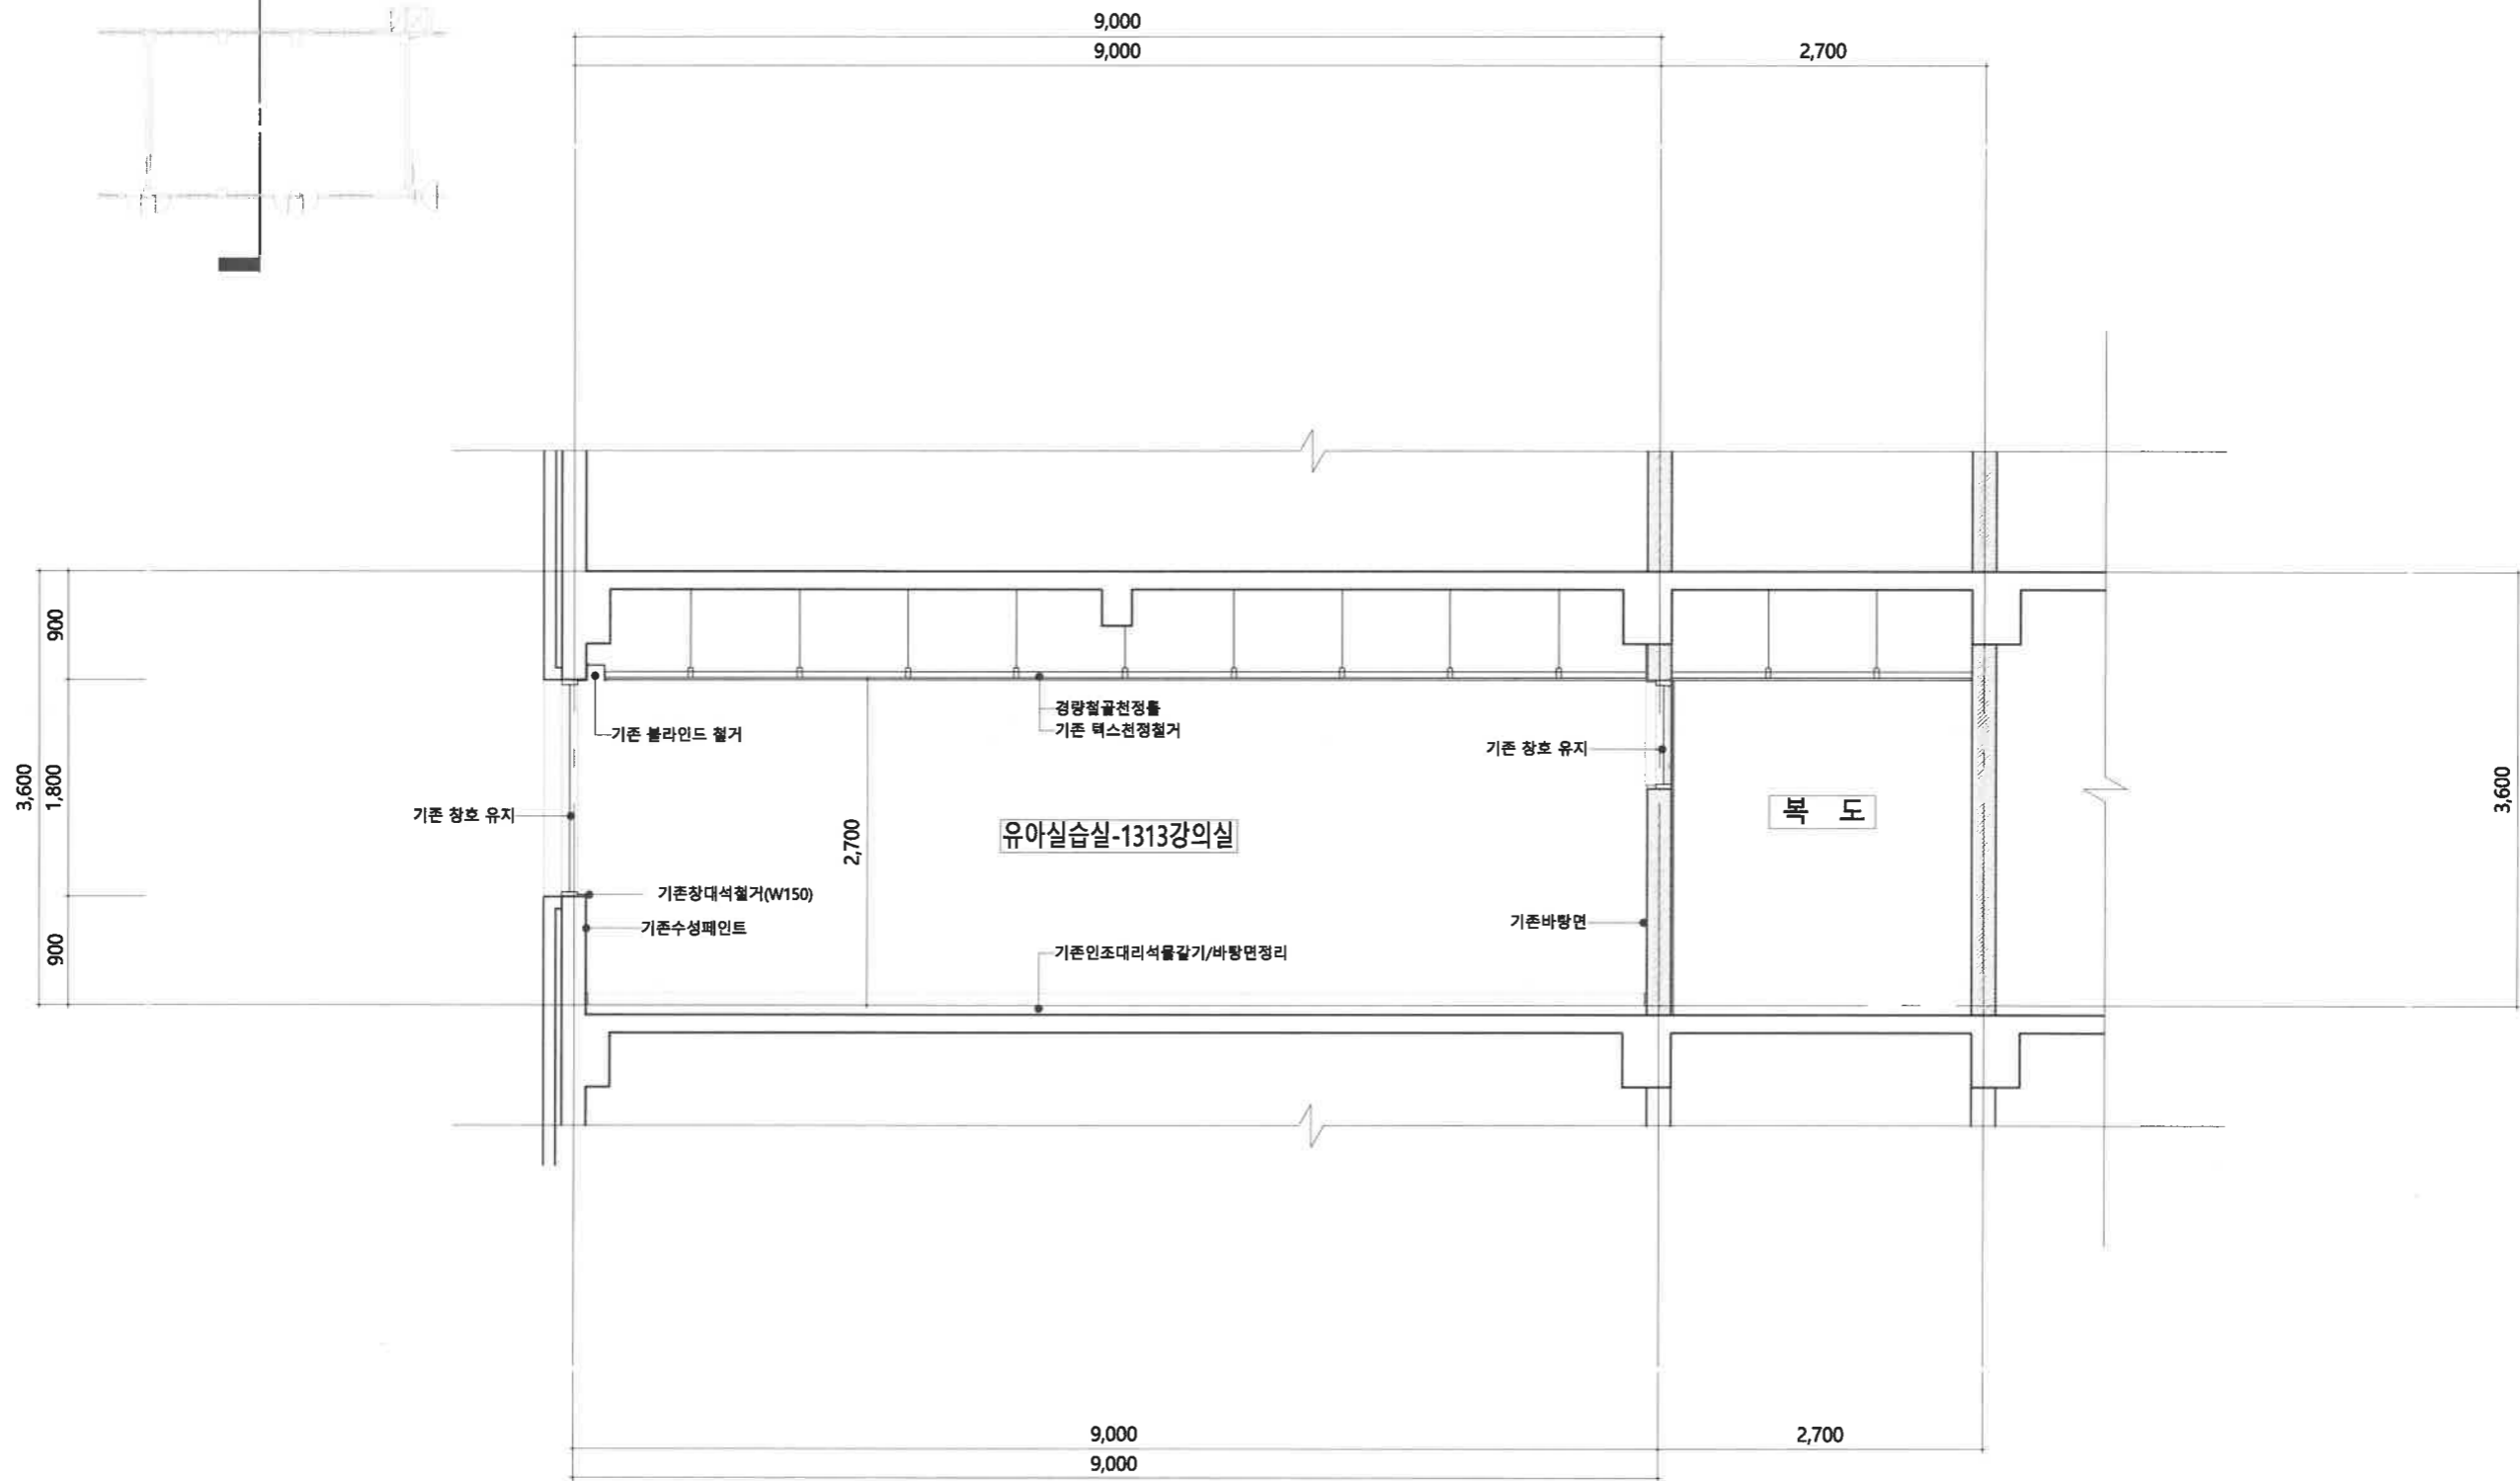 9,000
9,000
2,700
900
1,800
3,600
900
3,600
경량철골천정틀
기존 텍스천정철거
기존 블라인드 철거
기존 창호 유지
기존 창호 유지
2,700
유아실습실-1313강의실
복 도
기존창대석철거(W150)
기존수성페인트
기존바탕면
기존인조대리석물갈기/바탕면정리
9,000
2,700
9,000